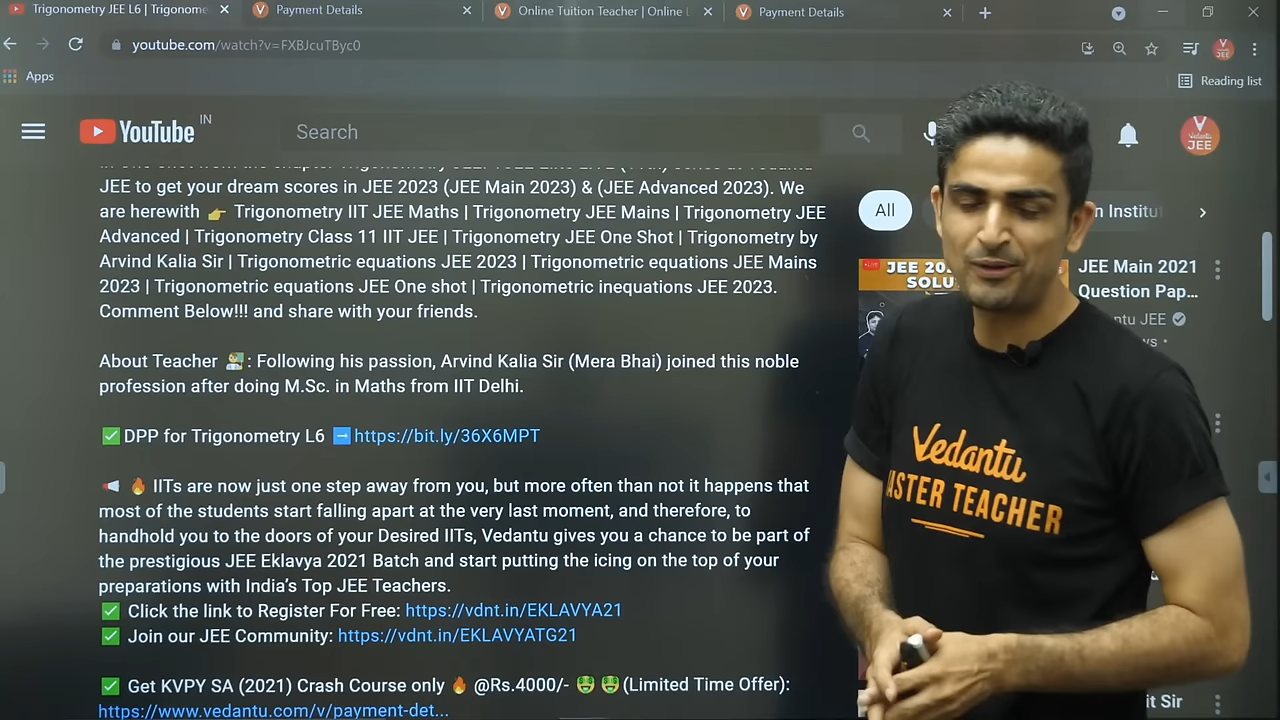 Trigonometry JEE L6 | Trigonome
Payment Details
Online Tuition Teacher | Online L
Payment Details
youtube.com/watch?v=FXBJcuTByc0
Apps
Reading list
YouTube IN
Search
Vedantu
JEE
JEE to get your dream scores in JEE 2023 (JEE Main 2023) & (JEE Advanced 2023). We
are herewith 👉 Trigonometry IIT JEE Maths | Trigonometry JEE Mains | Trigonometry JEE
Advanced | Trigonometry Class 11 IIT JEE | Trigonometry JEE One Shot | Trigonometry by
Arvind Kalia Sir | Trigonometric equations JEE 2023 | Trigonometric equations JEE Mains
2023 | Trigonometric equations JEE One shot | Trigonometric inequations JEE 2023.
Comment Below!!! and share with your friends.
About Teacher 👨‍🏫: Following his passion, Arvind Kalia Sir (Mera Bhai) joined this noble
profession after doing M.Sc. in Maths from IIT Delhi.
✅DPP for Trigonometry L6 ➡️https://bit.ly/36X6MPT
📢 🔥 IITs are now just one step away from you, but more often than not it happens that
most of the students start falling apart at the very last moment, and therefore, to
handhold you to the doors of your Desired IITs, Vedantu gives you a chance to be part of
the prestigious JEE Eklavya 2021 Batch and start putting the icing on the top of your
preparations with India's Top JEE Teachers.
✅ Click the link to Register For Free: https://vdnt.in/EKLAVYA21
✅ Join our JEE Community: https://vdnt.in/EKLAVYATG21
✅ Get KVPY SA (2021) Crash Course only 🔥 @Rs.4000/- 🤑 🤑(Limited Time Offer):
https://www.vedantu.com/v/payment-det...
All
n Institu
JEE 20
SOLU
JEE Main 2021
Question Pap...
ntu JEE
ws •
Vedantu
ASTER TEACHER
it Sir